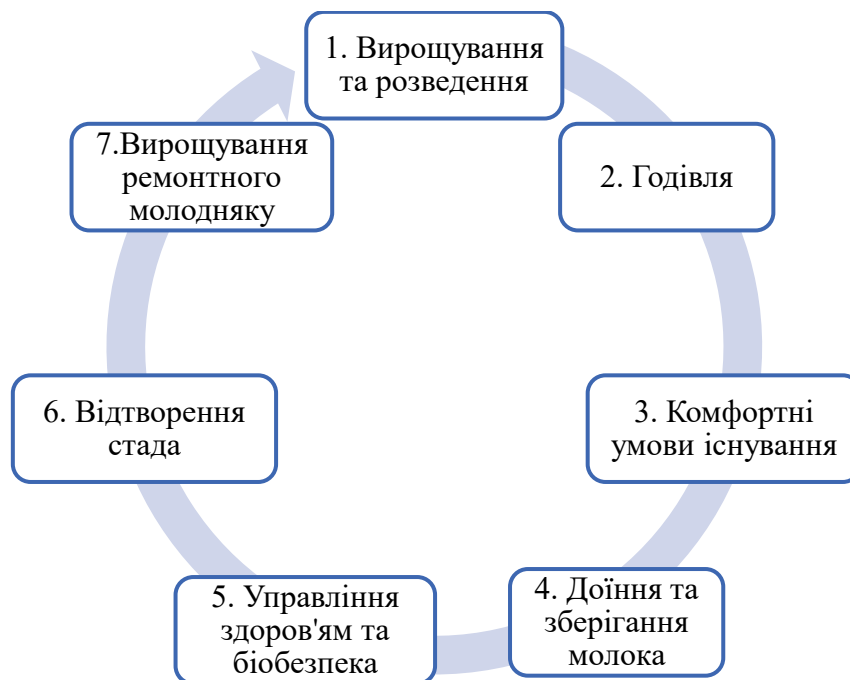 1. Вирощування
та розведення
2. Годівля
3. Комфортні
умови існування
4. Доїння та
зберігання
молока
5. Управління
здоров'ям та
біобезпека
6. Відтворення
стада
7.Вирощування
ремонтного
молодняку